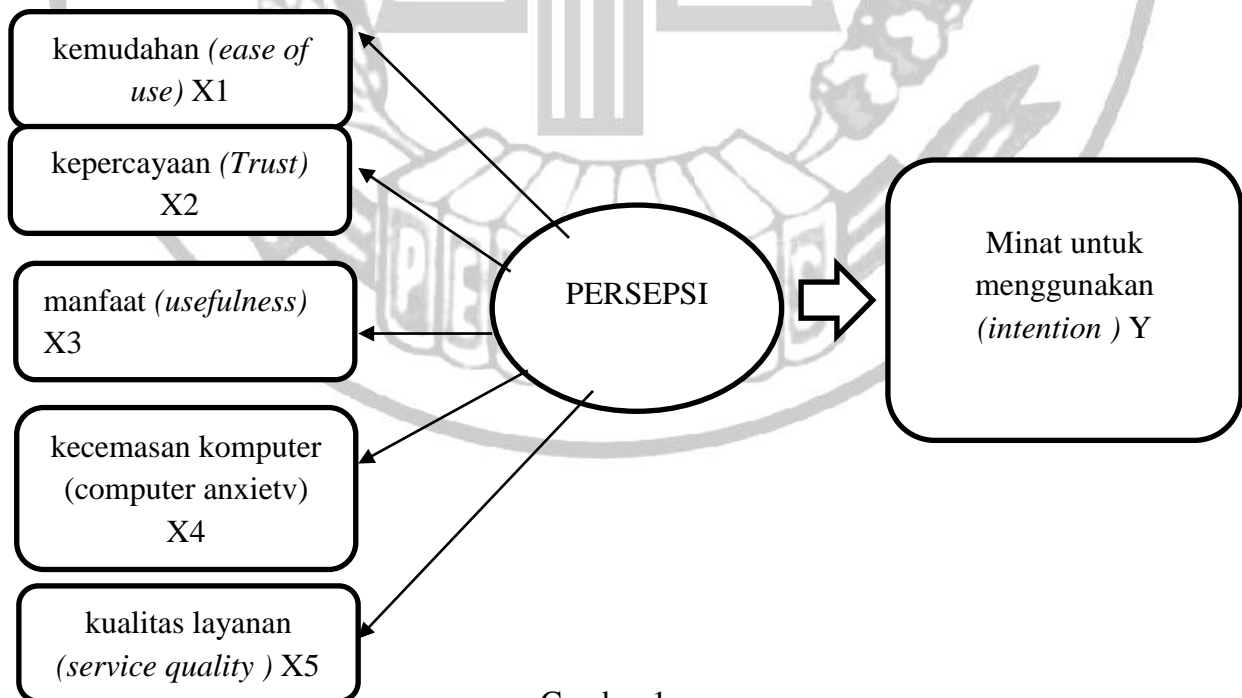 kemudahan (ease of
use) X1
kepercayaan (Trust)
X2
manfaat (usefulness)
X3
kecemasan komputer
(computer anxietv)
X4
kualitas layanan
(service quality ) X5
PERSEPSI
Minat untuk
menggunakan
(intention ) Y